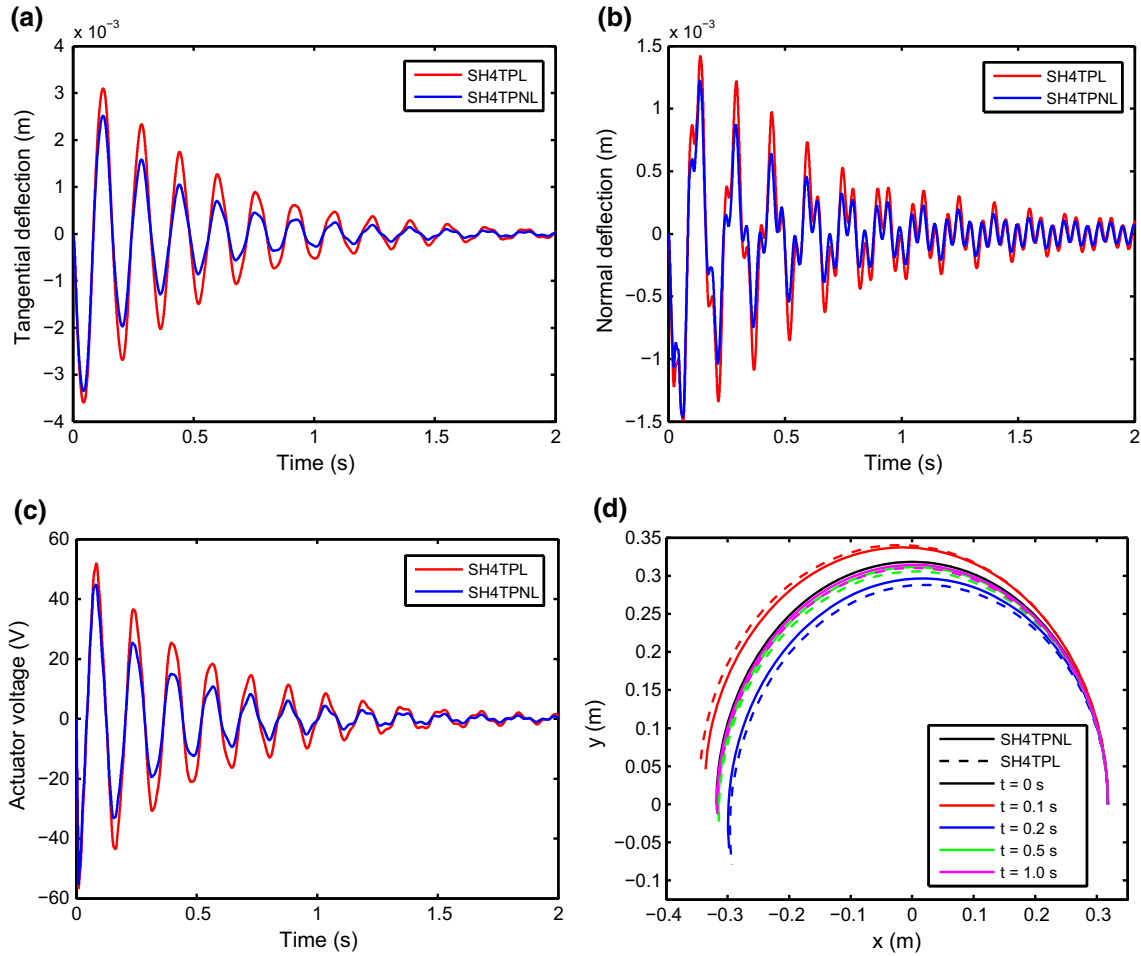 (a)
x 10⁻³
4
3
2
1
0
−1
−2
−3
−4
Tangential deflection (m)
SH4TPL
SH4TPNL
0
0.5
1
1.5
2
Time (s)
(b)
x 10⁻³
1.5
1
0.5
0
−0.5
−1
−1.5
Normal deflection (m)
SH4TPL
SH4TPNL
0
0.5
1
1.5
2
Time (s)
(c)
60
40
20
0
−20
−40
−60
Actuator voltage (V)
SH4TPL
SH4TPNL
0
0.5
1
1.5
2
Time (s)
(d)
0.35
0.3
0.25
0.2
0.15
0.1
0.05
0
−0.05
−0.1
y (m)
SH4TPNL
SH4TPL
t = 0 s
t = 0.1 s
t = 0.2 s
t = 0.5 s
t = 1.0 s
−0.4
−0.3
−0.2
−0.1
0
0.1
0.2
0.3
x (m)